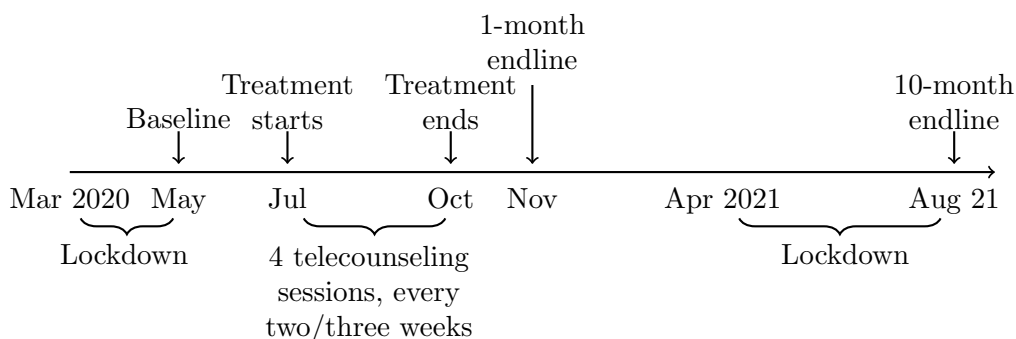 1-month
endline
Treatment
starts
Treatment
ends
10-month
endline
Baseline
Mar 2020 May Jul Oct Nov Apr 2021 Aug 21
Lockdown
4 telecounseling
sessions, every
two/three weeks
Lockdown